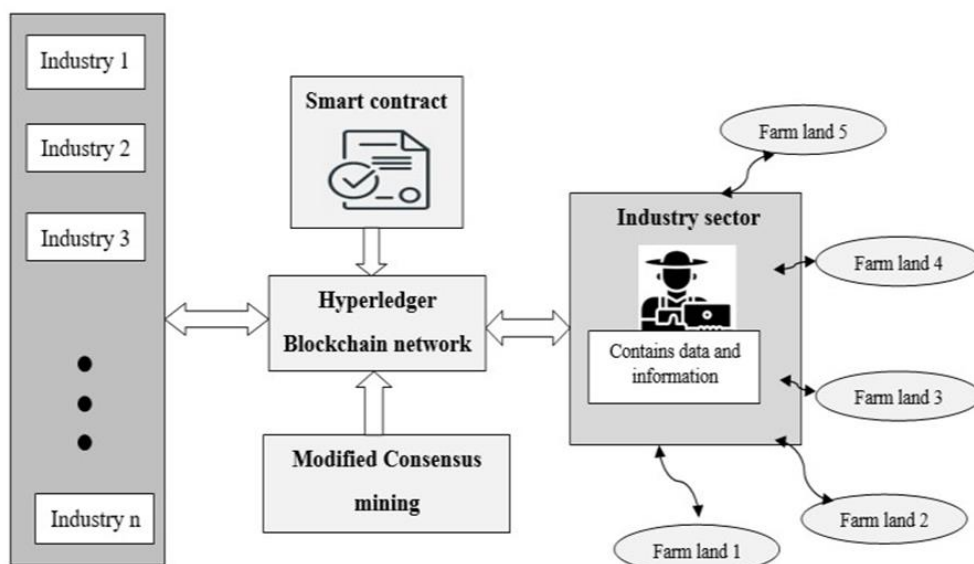 Industry 1
Industry 2
Industry 3
Industry n
Smart contract
Hyperledger
Blockchain network
Modified Consensus
mining
Industry sector
Contains data and
information
Farm land 5
Farm land 4
Farm land 3
Farm land 2
Farm land 1